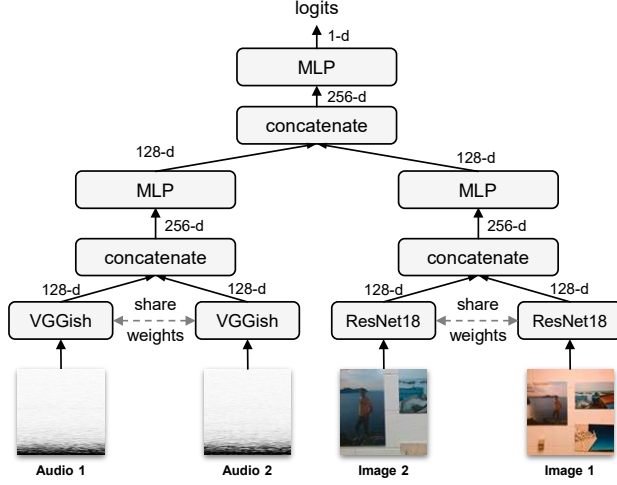 logits
1-d
MLP
256-d
concatenate
128-d
128-d
MLP
MLP
256-d
256-d
concatenate
concatenate
128-d
128-d
128-d
128-d
share
share
VGGish
VGGish
ResNet18
ResNet18
weights
weights
Audio 1
Audio 2
Image 2
Image 1